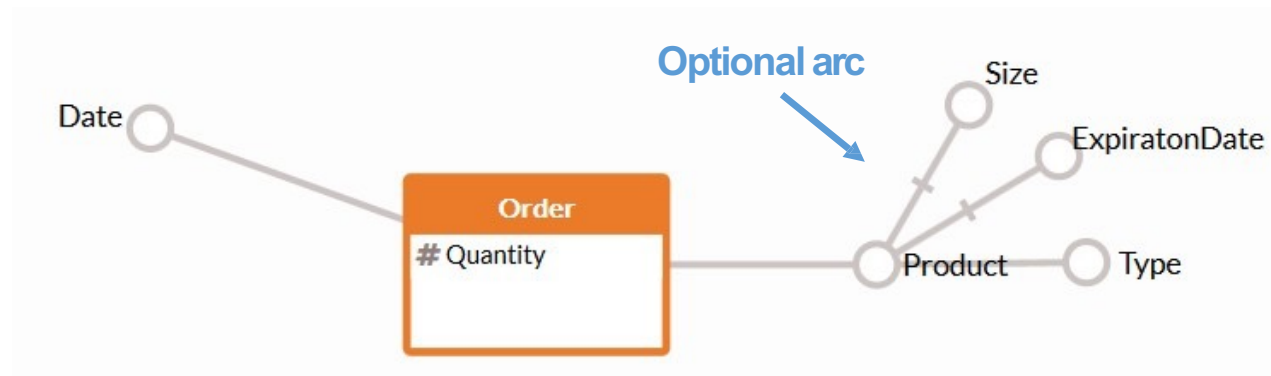 Optional arc
Size
Date
ExpiratonDate
Order
# Quantity
Product
Type